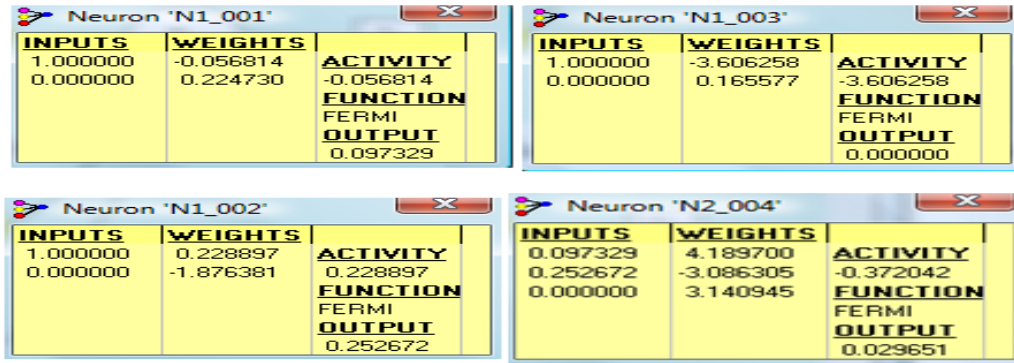 Neuron 'N1_001'
INPUTS WEIGHTS
1.000000 -0.056814 ACTIVITY
0.000000 0.224730 -0.056814
FUNCTION
FERMI
OUTPUT
0.097329
Neuron 'N1_003'
INPUTS WEIGHTS
1.000000 -3.606258 ACTIVITY
0.000000 0.165577 -3.606258
FUNCTION
FERMI
OUTPUT
0.000000
Neuron 'N1_002'
INPUTS WEIGHTS
1.000000 0.228897 ACTIVITY
0.000000 -1.876381 0.228897
FUNCTION
FERMI
OUTPUT
0.252672
Neuron 'N2_004'
INPUTS WEIGHTS
0.097329 4.189700 ACTIVITY
0.252672 -3.086305 -0.372042
0.000000 3.140945 FUNCTION
FERMI
OUTPUT
0.029651